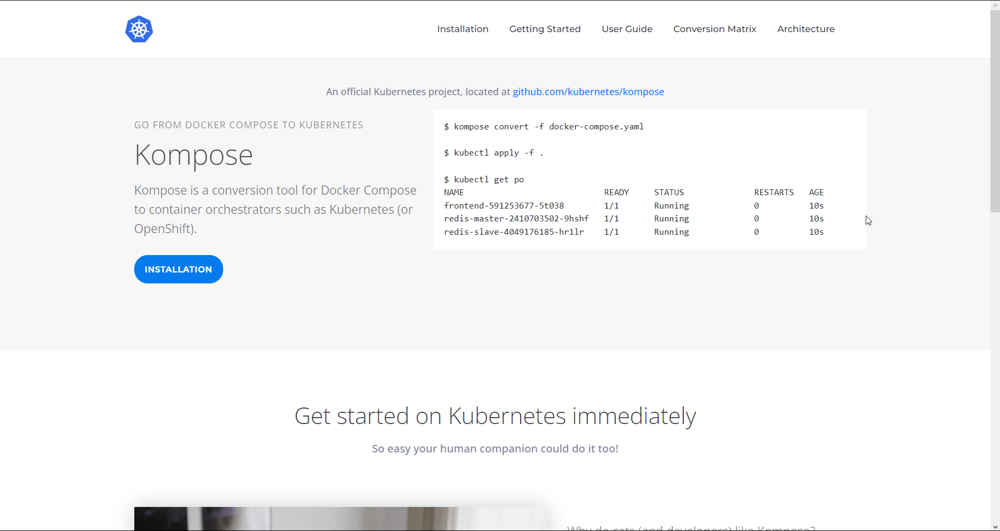 Installation Getting Started User Guide Conversion Matrix Architecture
An official Kubernetes project, located at github.com/kubernetes/kompose
GO FROM DOCKER COMPOSE TO KUBERNETES
Kompose
Kompose is a conversion tool for Docker Compose
to container orchestrators such as Kubernetes (or
OpenShift).
INSTALLATION
$ kompose convert -f docker-compose.yaml
$ kubectl apply -f .
$ kubectl get po
NAME READY STATUS RESTARTS AGE
frontend-591253677-5t038 1/1 Running 0 10s
redis-master-2410703502-9hshf 1/1 Running 0 10s
redis-slave-4049176185-hr1lr 1/1 Running 0 10s
Get started on Kubernetes immediately
So easy your human companion could do it too!
Why do cats (and developers) like Kompose?